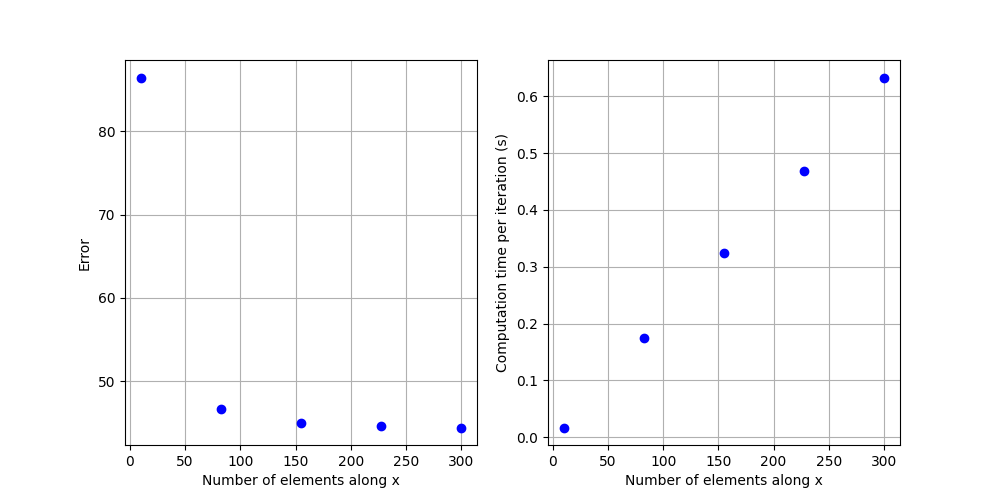 80
70
60
50
Error
0 50 100 150 200 250 300
Number of elements along x
0.6
0.5
0.4
0.3
0.2
0.1
0.0
Computation time per iteration (s)
0 50 100 150 200 250 300
Number of elements along x